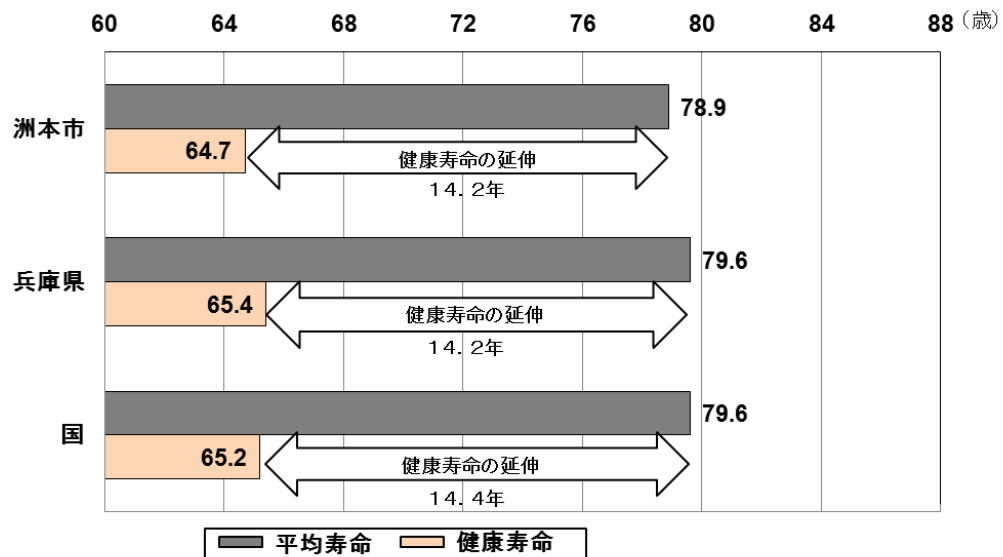 60 64 68 72 76 80 84 88 (歳)
洲本市
78.9
64.7
健康寿命の延伸
14.2年
兵庫県
79.6
65.4
健康寿命の延伸
14.2年
国
79.6
65.2
健康寿命の延伸
14.4年
平均寿命 健康寿命